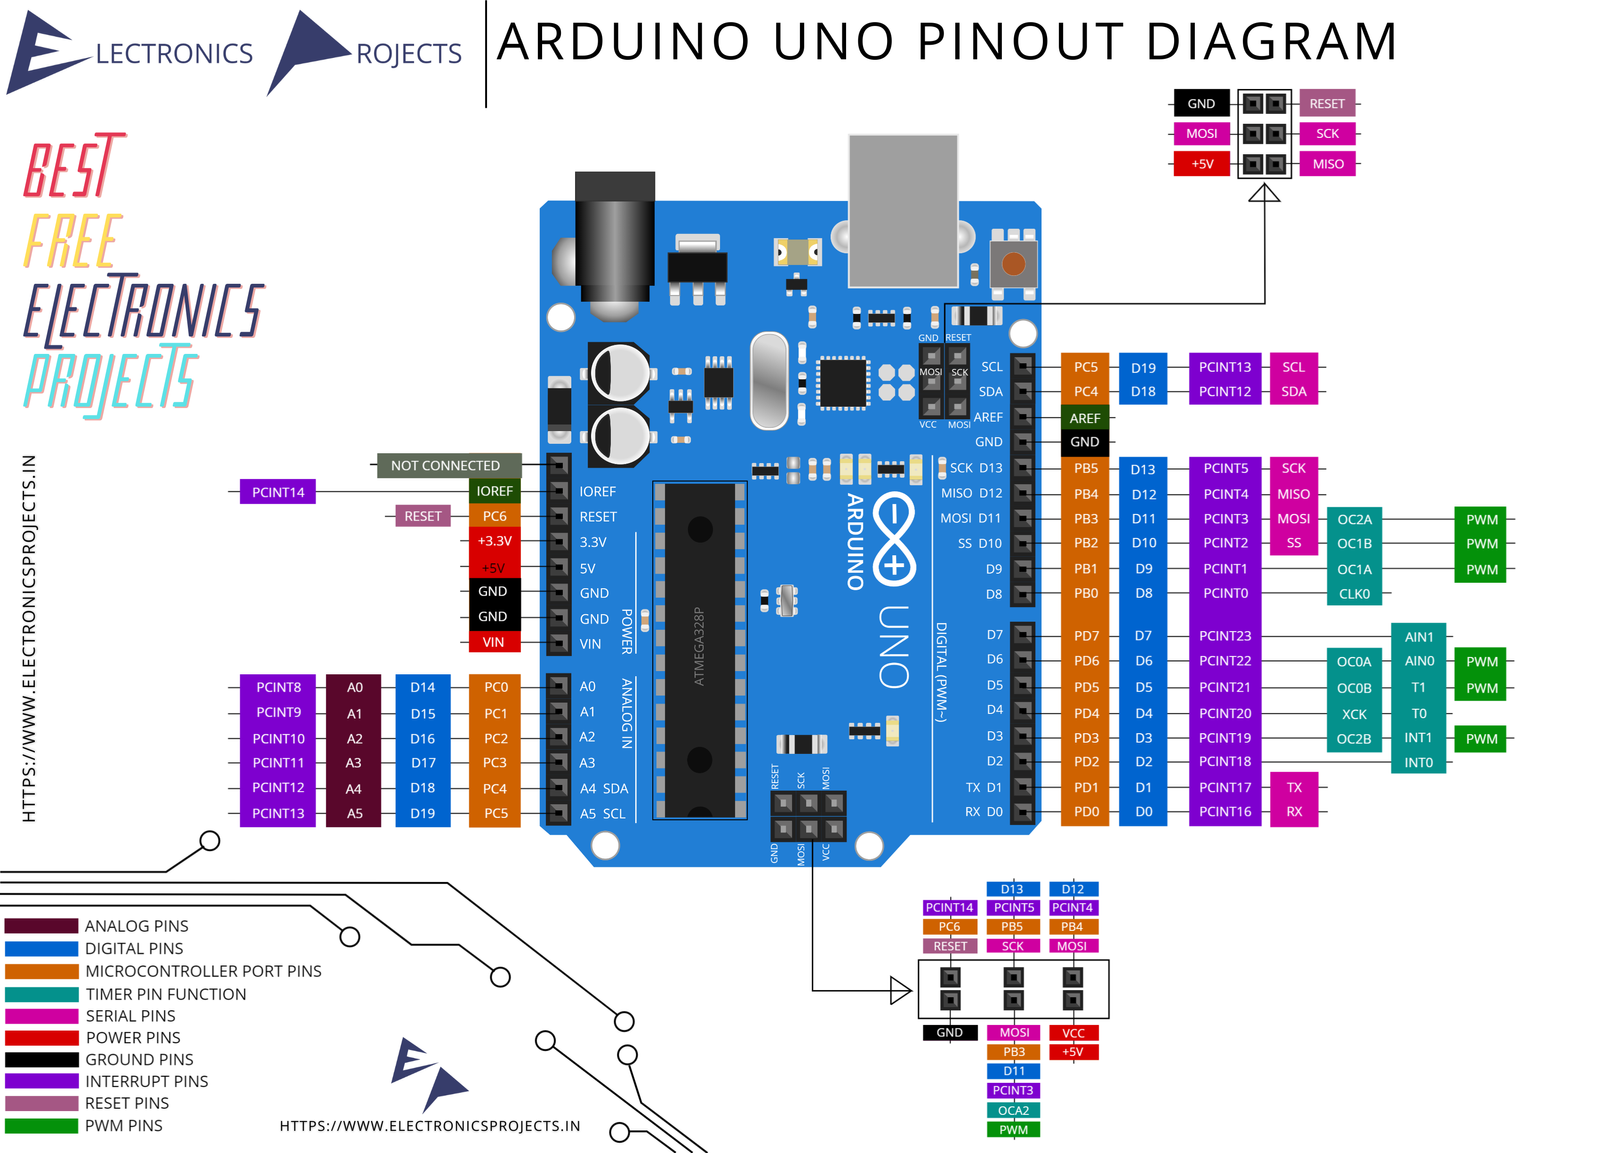 ELECTRONICS PROJECTS
ARDUINO UNO PINOUT DIAGRAM
BEST
FREE
ELECTRONICS
PROJECTS
HTTPS://WWW.ELECTRONICSPROJECTS.IN
GND RESET
MOSI SCK
+5V MISO
GND RESET
MOSI SCK
VCC MOSI
NOT CONNECTED
PCINT14 IOREF IOREF
RESET PC6 RESET
+3.3V 3.3V
+5V 5V
GND GND
GND GND
VIN VIN
POWER
PCINT8 A0 D14 PC0 A0
PCINT9 A1 D15 PC1 A1
PCINT10 A2 D16 PC2 A2
PCINT11 A3 D17 PC3 A3
PCINT12 A4 D18 PC4 A4 SDA
PCINT13 A5 D19 PC5 A5 SCL
ANALOG IN
ATMEGA328P
ARDUINO
UNO
DIGITAL (PWM~)
SCL PC5 D19 PCINT13 SCL
SDA PC4 D18 PCINT12 SDA
AREF AREF
GND GND
SCK D13 PB5 D13 PCINT5 SCK
MISO D12 PB4 D12 PCINT4 MISO
MOSI D11 PB3 D11 PCINT3 MOSI OC2A PWM
SS D10 PB2 D10 PCINT2 SS OC1B PWM
D9 PB1 D9 PCINT1 OC1A PWM
D8 PB0 D8 PCINT0 CLK0
D7 PD7 D7 PCINT23 AIN1
D6 PD6 D6 PCINT22 OC0A AIN0 PWM
D5 PD5 D5 PCINT21 OC0B T1 PWM
D4 PD4 D4 PCINT20 XCK T0
D3 PD3 D3 PCINT19 OC2B INT1 PWM
D2 PD2 D2 PCINT18 INT0
TX D1 PD1 D1 PCINT17 TX
RX D0 PD0 D0 PCINT16 RX
RESET SCK MOSI
GND MOSI VCC
D13 D12
PCINT14 PCINT5 PCINT4
PC6 PB5 PB4
RESET SCK MOSI
GND MOSI VCC
PB3 +5V
D11
PCINT3
OCA2
PWM
ANALOG PINS
DIGITAL PINS
MICROCONTROLLER PORT PINS
TIMER PIN FUNCTION
SERIAL PINS
POWER PINS
GROUND PINS
INTERRUPT PINS
RESET PINS
PWM PINS
HTTPS://WWW.ELECTRONICSPROJECTS.IN